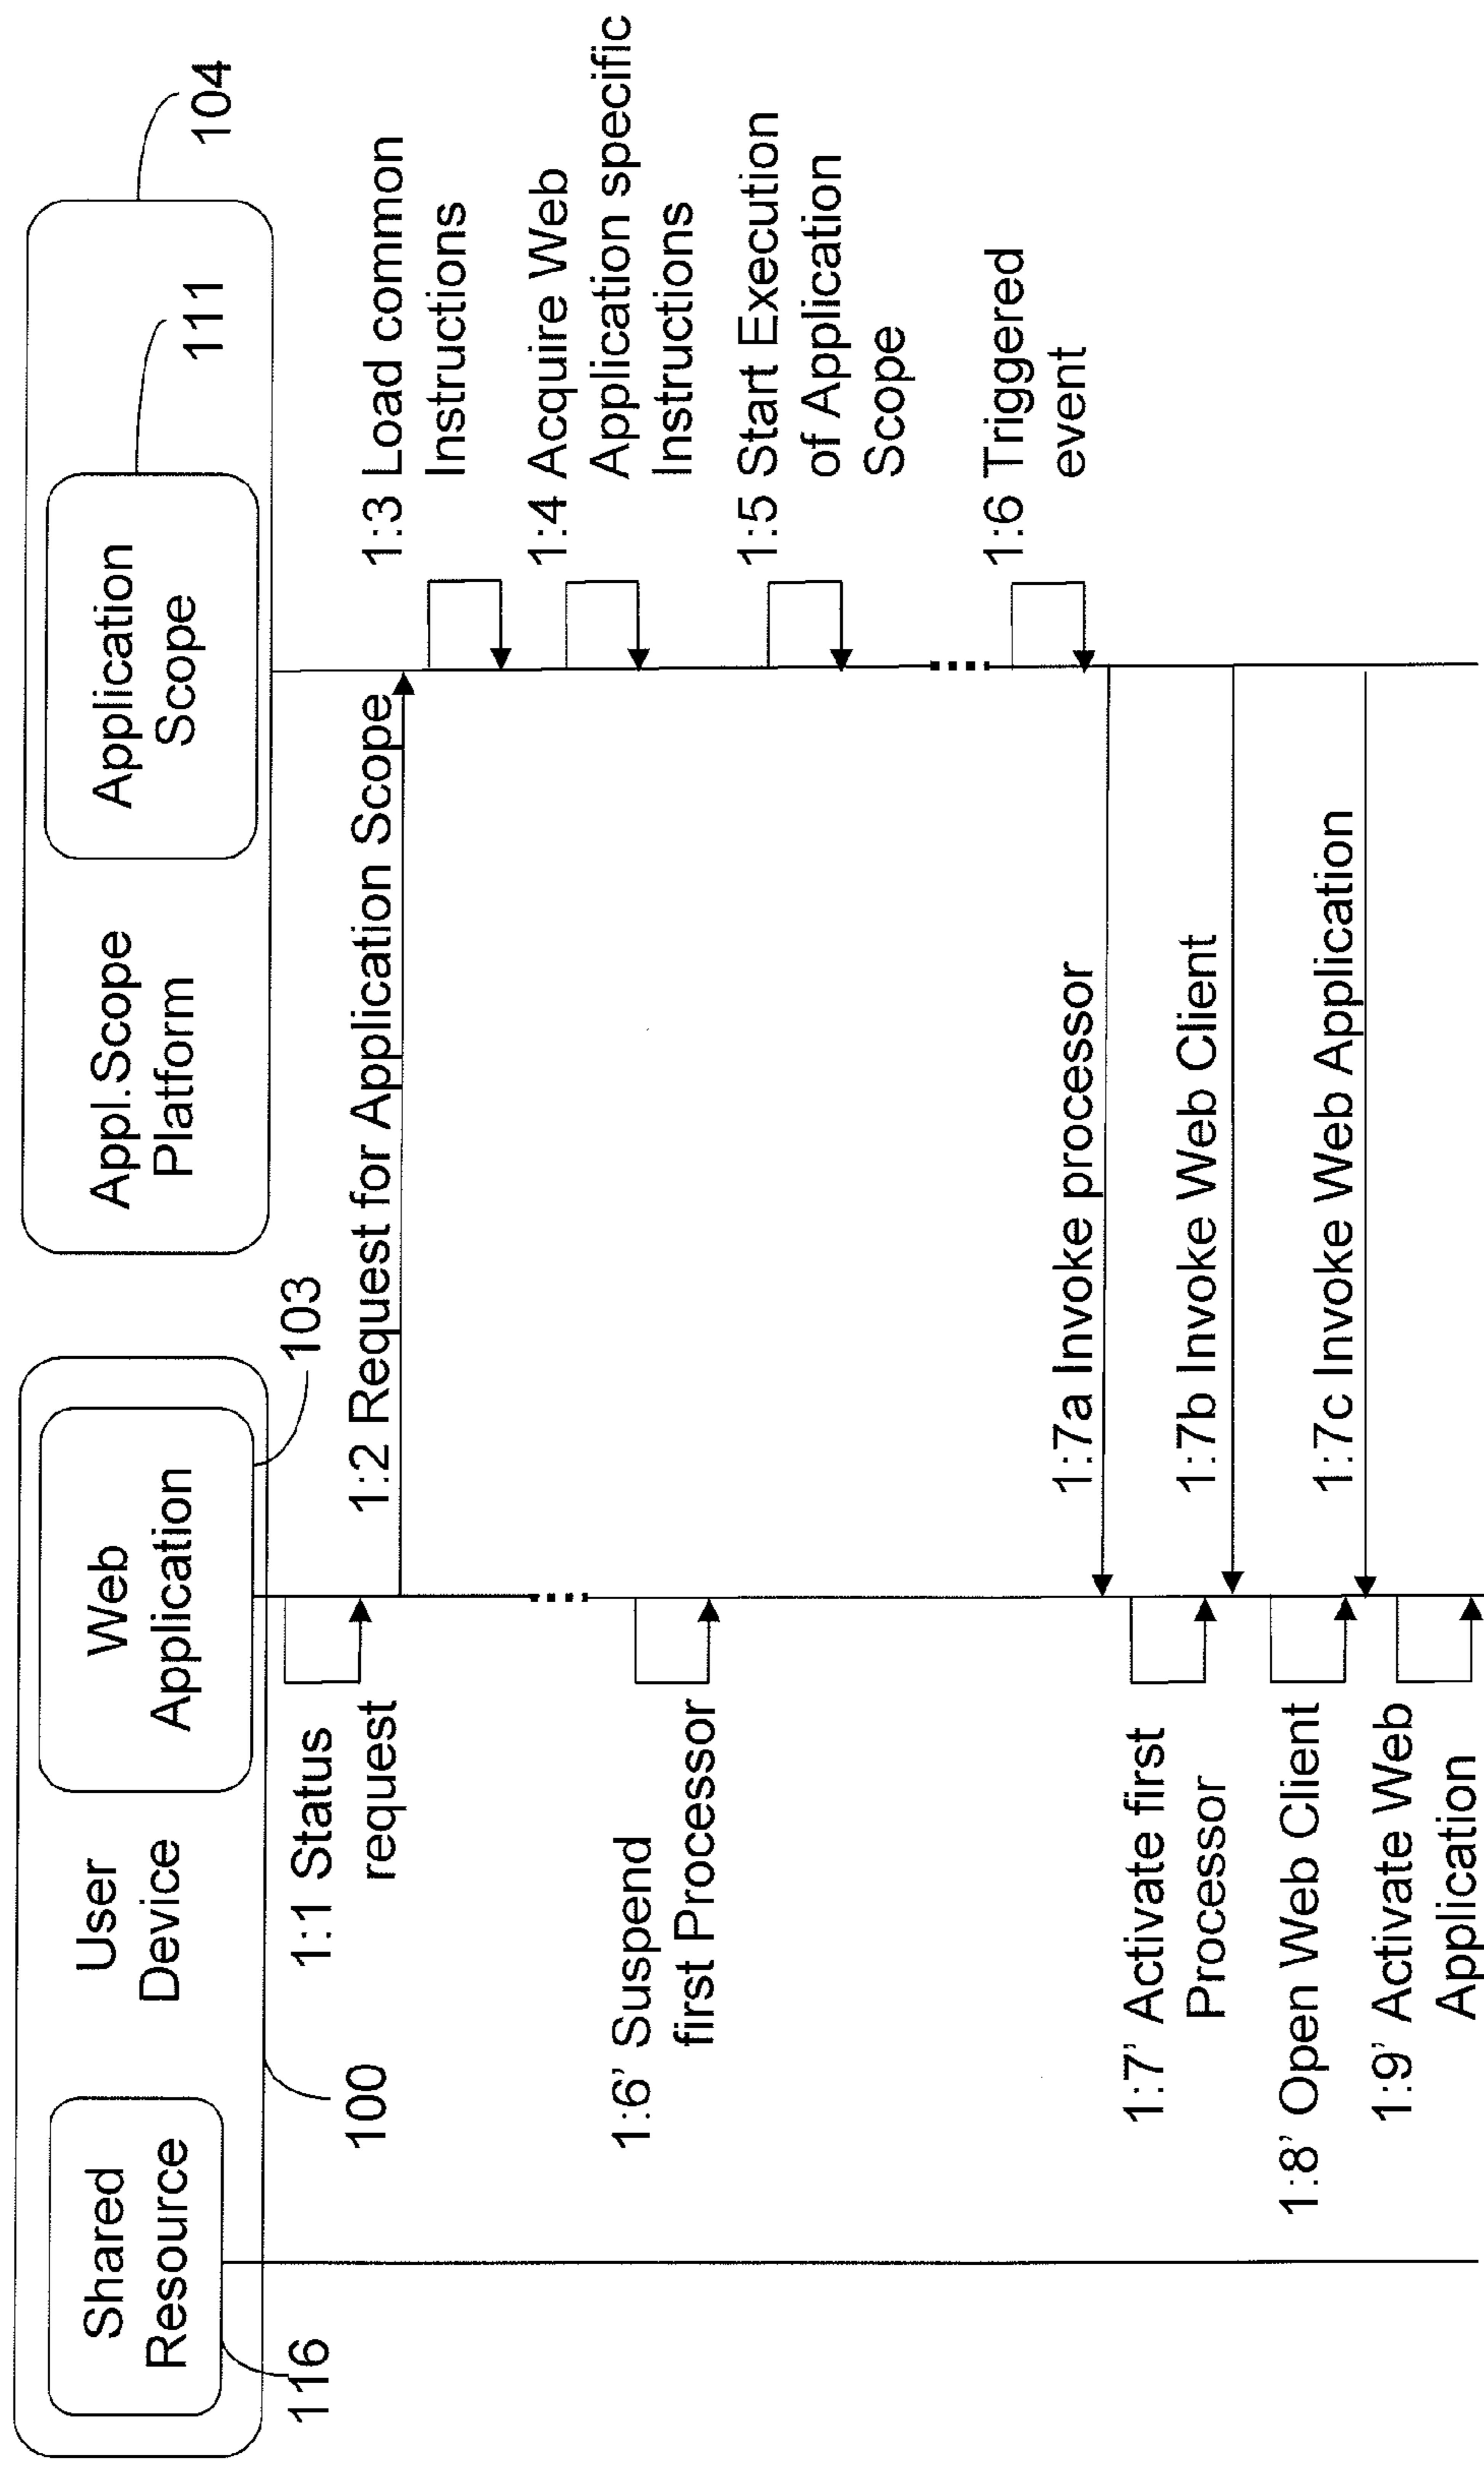 Shared
Resource
116
User
Device
100
Web
Application
103
Appl.Scope
Platform
Application
Scope
111
104
1:1 Status
request
1:2 Request for Application Scope
1:3 Load common
Instructions
1:4 Acquire Web
Application specific
Instructions
1:5 Start Execution
of Application
Scope
1:6' Suspend
first Processor
1:6 Triggered
event
1:7a Invoke processor
1:7' Activate first
Processor
1:7b Invoke Web Client
1:8' Open Web Client
1:7c Invoke Web Application
1:9' Activate Web
Application